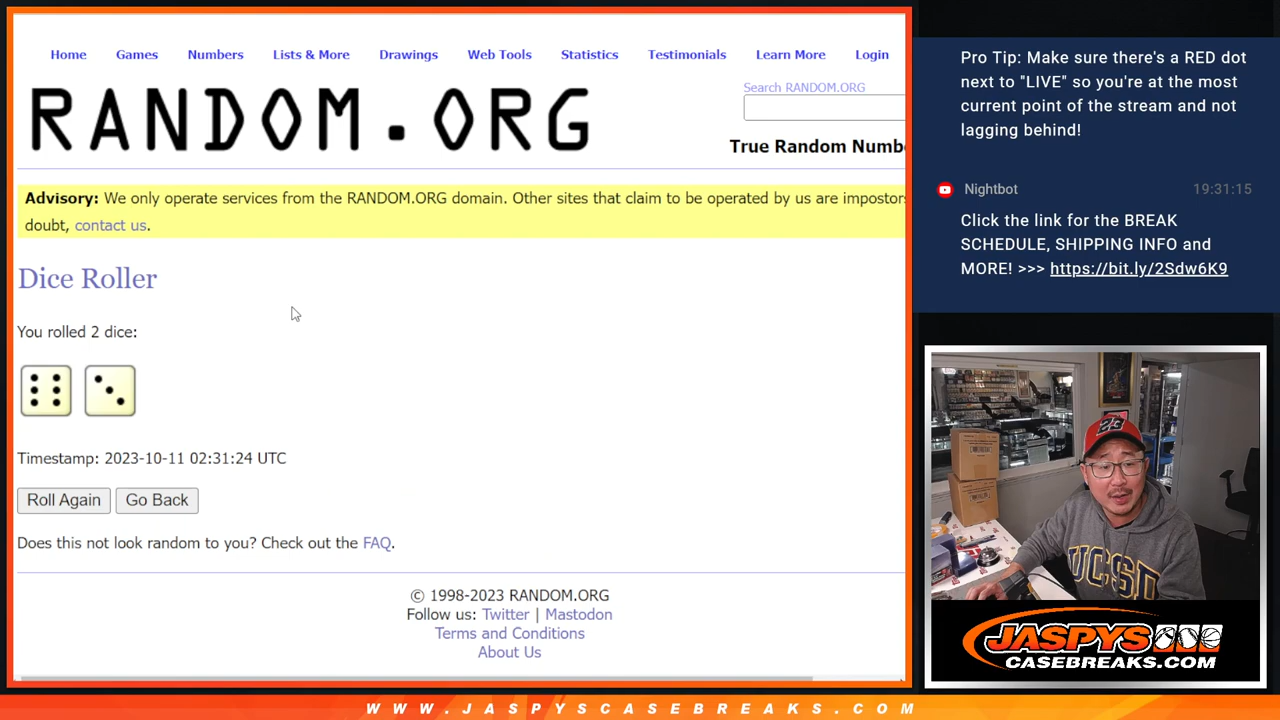 Home Games Numbers Lists & More Drawings Web Tools Statistics Testimonials Learn More Login
RANDOM.ORG
Search RANDOM.ORG
True Random Numb
Advisory: We only operate services from the RANDOM.ORG domain. Other sites that claim to be operated by us are impostors
doubt, contact us.
Dice Roller
You rolled 2 dice:
Timestamp: 2023-10-11 02:31:24 UTC
Roll Again Go Back
Does this not look random to you? Check out the FAQ.
© 1998-2023 RANDOM.ORG
Follow us: Twitter | Mastodon
Terms and Conditions
About Us
Pro Tip: Make sure there's a RED dot
next to "LIVE" so you're at the most
current point of the stream and not
lagging behind!
Nightbot 19:31:15
Click the link for the BREAK
SCHEDULE, SHIPPING INFO and
MORE! >>> https://bit.ly/2Sdw6K9
23
UCSD
JASPYS
CASEBREAKS.COM
WWW.JASPYSCASEBREAKS.COM